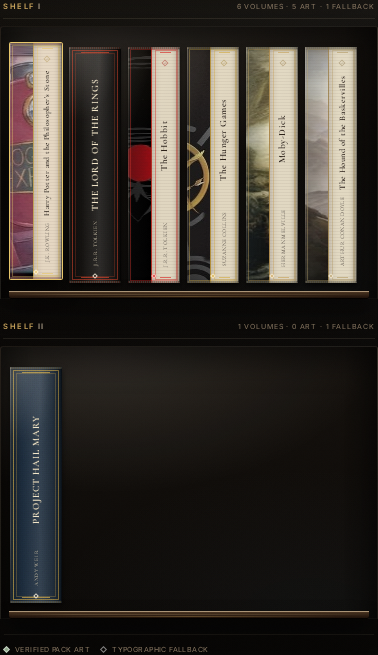 SHELF I
6 VOLUMES · 5 ART · 1 FALLBACK
Harry Potter and the Philosopher's Stone
J.K. ROWLING
THE LORD OF THE RINGS
J.R.R. TOLKIEN
The Hobbit
J.R.R. TOLKIEN
The Hunger Games
SUZANNE COLLINS
Moby-Dick
HERMAN MELVILLE
The Hound of the Baskervilles
ARTHUR CONAN DOYLE
SHELF II
1 VOLUMES · 0 ART · 1 FALLBACK
PROJECT HAIL MARY
ANDY WEIR
VERIFIED PACK ART
TYPOGRAPHIC FALLBACK